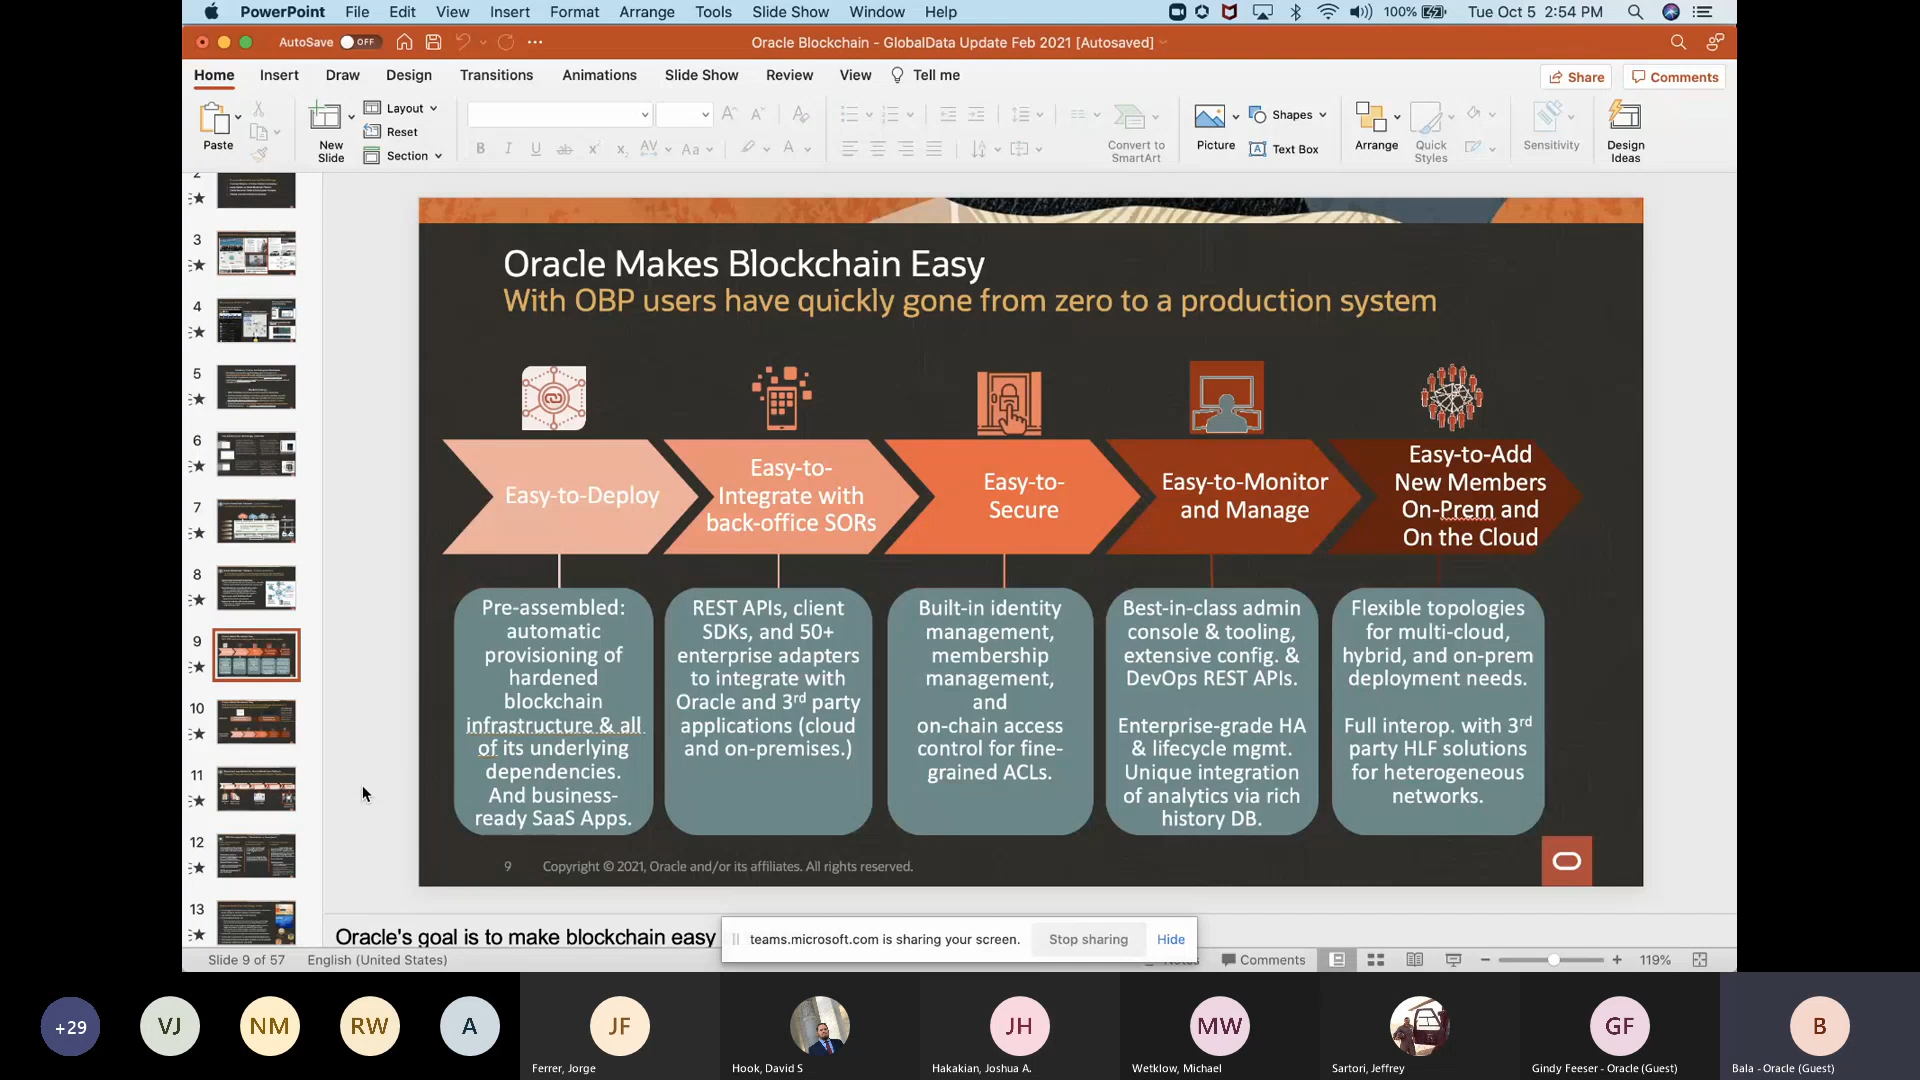 PowerPoint File Edit View Insert Format Arrange Tools Slide Show Window Help 100% Tue Oct 5 2:54 PM
AutoSave OFF Oracle Blockchain - GlobalData Update Feb 2021 [Autosaved]
Home Insert Draw Design Transitions Animations Slide Show Review View Tell me Share Comments
Paste
New Slide
Layout
Reset
Section
Convert to SmartArt
Picture
Shapes
Text Box
Arrange
Quick Styles
Sensitivity
Design Ideas
2
3
4
5
6
7
8
9
10
11
12
13
Oracle Makes Blockchain Easy
With OBP users have quickly gone from zero to a production system
Easy-to-Deploy
Easy-to-
Integrate with
back-office SORs
Easy-to-
Secure
Easy-to-Monitor
and Manage
Easy-to-Add
New Members
On-Prem and
On the Cloud
Pre-assembled:
automatic
provisioning of
hardened
blockchain
infrastructure & all
of its underlying
dependencies.
And business-
ready SaaS Apps.
REST APIs, client
SDKs, and 50+
enterprise adapters
to integrate with
Oracle and 3rd party
applications (cloud
and on-premises.)
Built-in identity
management,
membership
management,
and
on-chain access
control for fine-
grained ACLs.
Best-in-class admin
console & tooling,
extensive config. &
DevOps REST APIs.
Enterprise-grade HA
& lifecycle mgmt.
Unique integration
of analytics via rich
history DB.
Flexible topologies
for multi-cloud,
hybrid, and on-prem
deployment needs.
Full interop. with 3rd
party HLF solutions
for heterogeneous
networks.
9 Copyright © 2021, Oracle and/or its affiliates. All rights reserved.
Oracle's goal is to make blockchain easy
teams.microsoft.com is sharing your screen. Stop sharing Hide
Slide 9 of 57 English (United States) Notes Comments 119%
+29 VJ NM RW A JF JH MW GF B
Ferrer, Jorge Hook, David S Hakakian, Joshua A. Wetklow, Michael Sartori, Jeffrey Gindy Feeser - Oracle (Guest) Bala - Oracle (Guest)